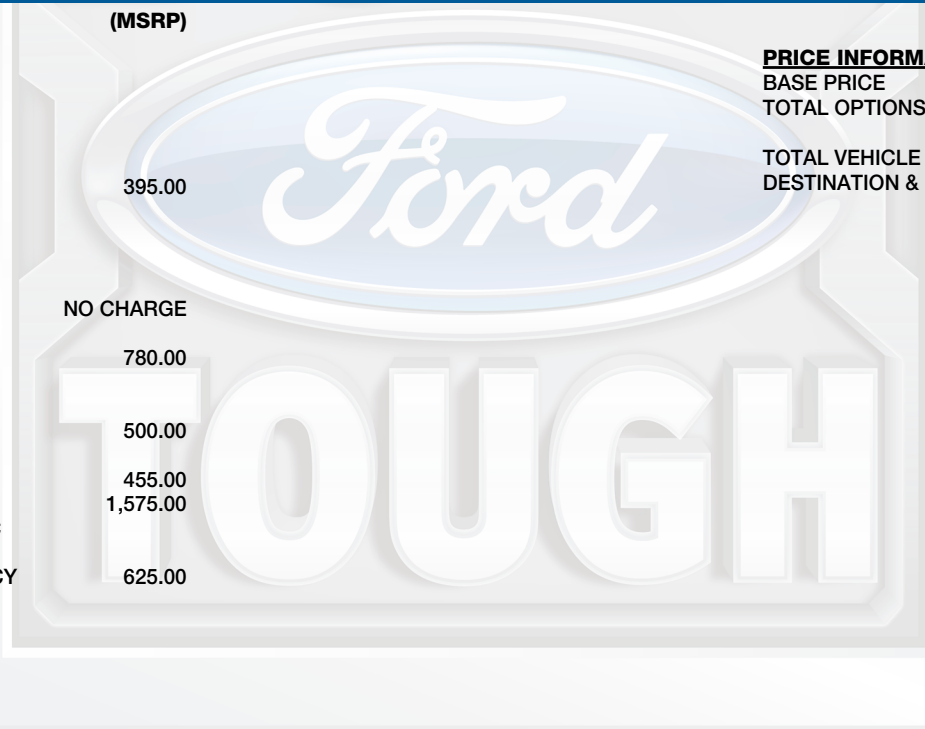 (MSRP)
PRICE INFORM
BASE PRICE
TOTAL OPTIONS
TOTAL VEHICLE
DESTINATION &
395.00
NO CHARGE
780.00
500.00
455.00
1,575.00
CY 625.00
Ford
TOUGH